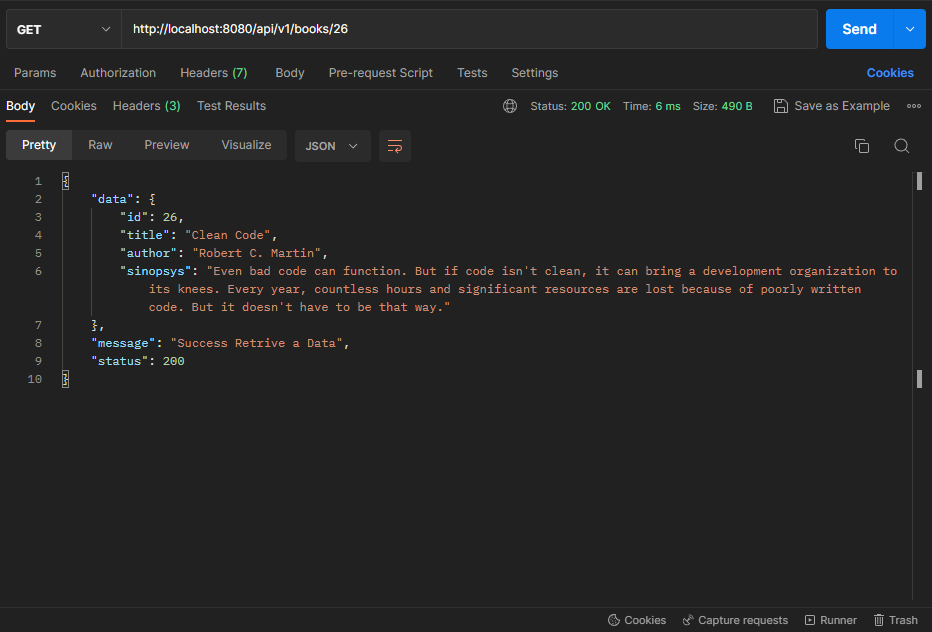 GET http://localhost:8080/api/v1/books/26 Send
Params Authorization Headers (7) Body Pre-request Script Tests Settings Cookies
Body Cookies Headers (3) Test Results Status: 200 OK Time: 6 ms Size: 490 B Save as Example
Pretty Raw Preview Visualize JSON
1 {
2 "data": {
3 "id": 26,
4 "title": "Clean Code",
5 "author": "Robert C. Martin",
6 "sinopsys": "Even bad code can function. But if code isn't clean, it can bring a development organization to
its knees. Every year, countless hours and significant resources are lost because of poorly written
code. But it doesn't have to be that way."
7 },
8 "message": "Success Retrive a Data",
9 "status": 200
10 }
Cookies Capture requests Runner Trash